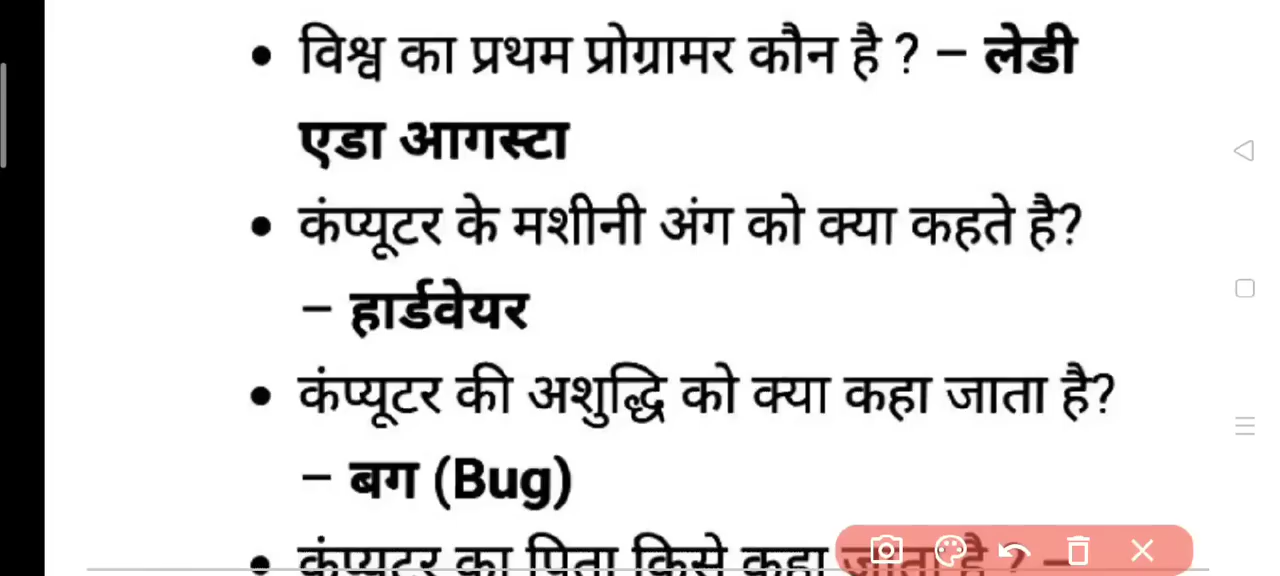 • विश्व का प्रथम प्रोग्रामर कौन है ? – लेडी
एडा आगस्टा
• कंप्यूटर के मशीनी अंग को क्या कहते है?
– हार्डवेयर
• कंप्यूटर की अशुद्धि को क्या कहा जाता है?
– बग (Bug)
• कंप्यूटर का पिता किसे कहा जाता है ? –